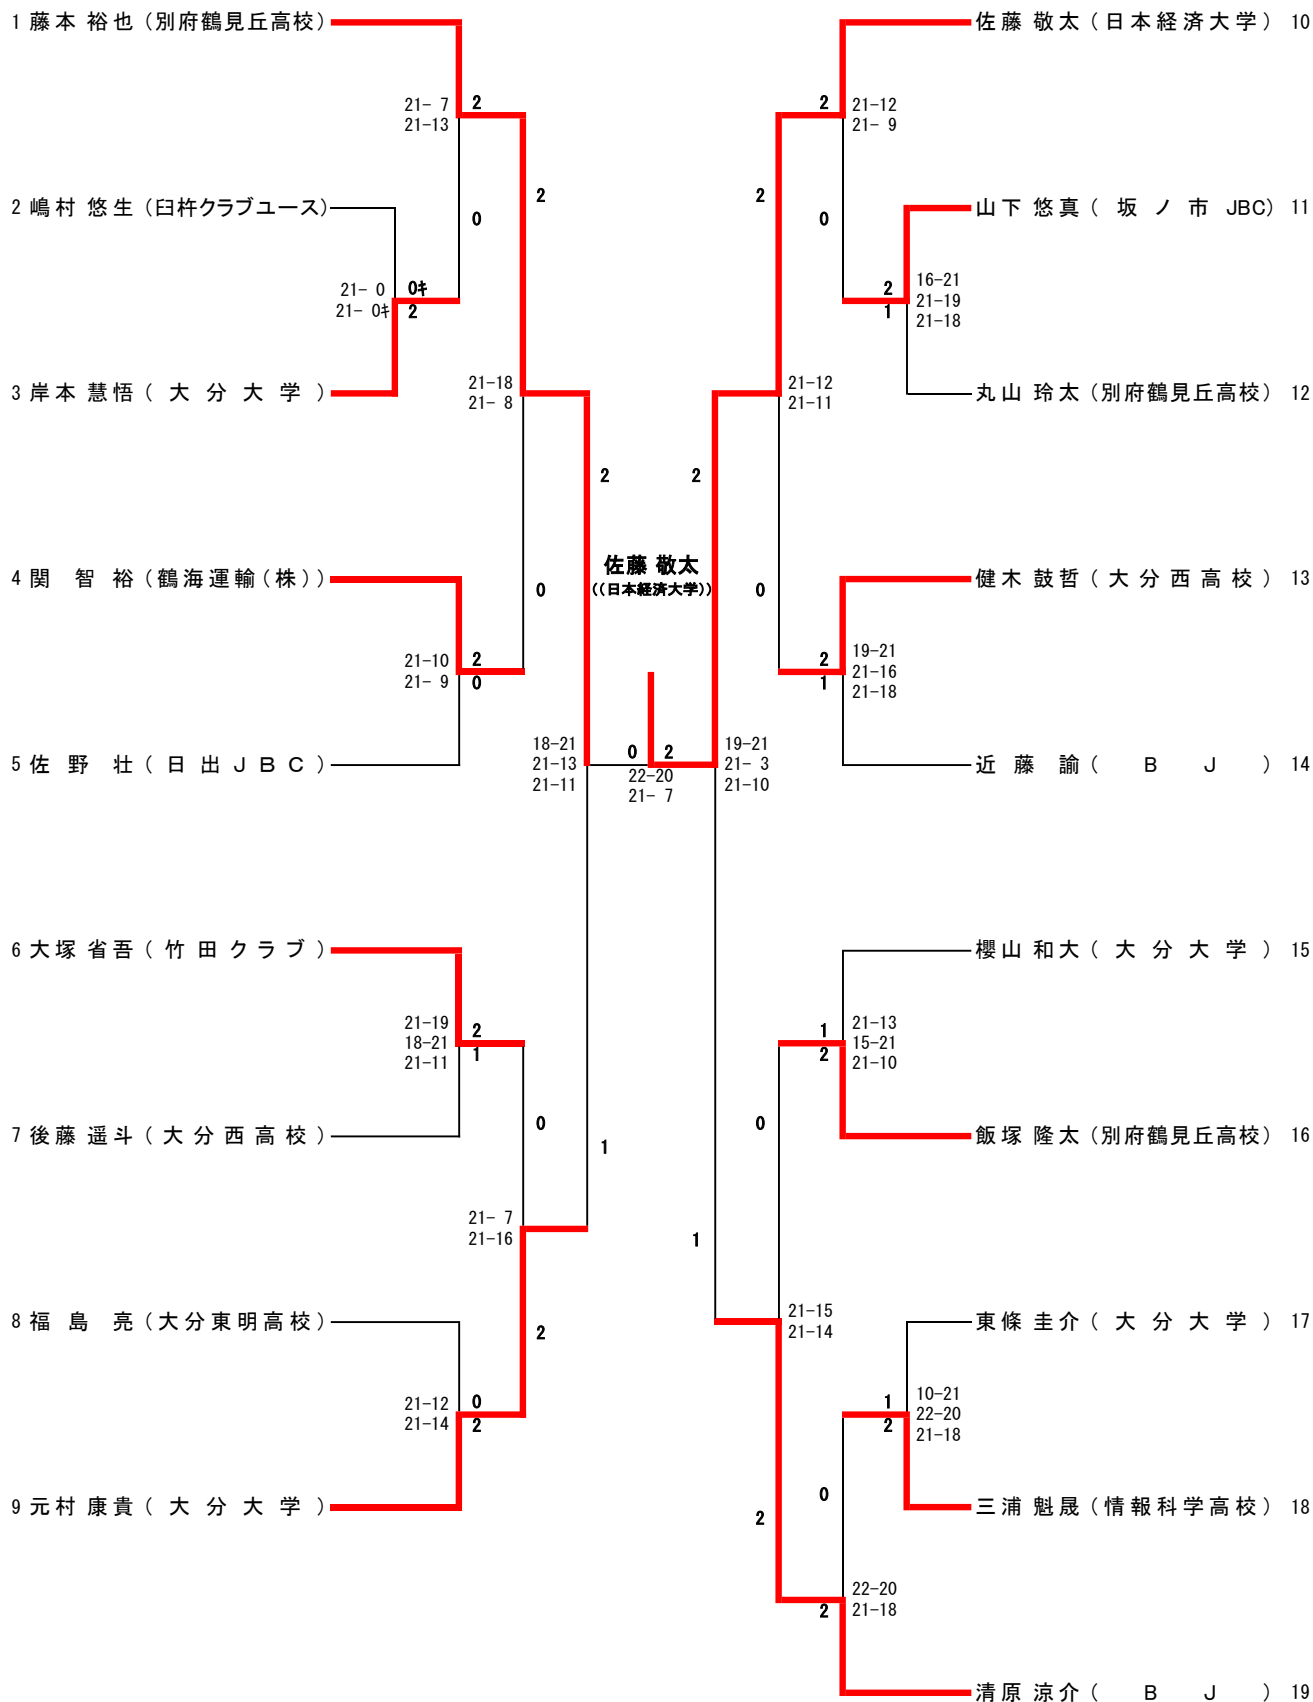 1 藤本 裕也 (別府鶴見丘高校)
21- 7 2
21-13
2 嶋村 悠生 (臼杵クラブユース)
0
2
21- 0 0ｷ
21- 0ｷ 2
3 岸本 慧悟 ( 大 分 大 学 )
21-18
21- 8
2
4 関 智裕 (鶴海運輸(株))
0
21-10 2
21- 9 0
5 佐野 壮 ( 日 出 J B C )
18-21
21-13
21-11
6 大塚 省吾 ( 竹 田 ク ラ ブ )
21-19 2
18-21 1
21-11
7 後藤 遥斗 ( 大 分 西 高 校 )
0
1
21- 7
21-16
8 福島 亮 (大分東明高校)
2
21-12 0
21-14 2
9 元村 康貴 ( 大 分 大 学 )
佐藤 敬太
((日本経済大学))
0 2
22-20
21- 7
佐藤 敬太 (日本経済大学) 10
2 21-12
21- 9
2
0
山下 悠真 ( 坂 ノ 市 JBC) 11
2 16-21
1 21-19
21-18
丸山 玲太 (別府鶴見丘高校) 12
21-12
21-11
2
0
健木 鼓哲 ( 大 分 西 高 校 ) 13
2 19-21
1 21-16
21-18
近藤 諭 ( B J ) 14
19-21
21- 3
21-10
櫻山 和大 ( 大 分 大 学 ) 15
1 21-13
2 15-21
21-10
0
飯塚 隆太 (別府鶴見丘高校) 16
1
21-15
21-14
東條 圭介 ( 大 分 大 学 ) 17
1 10-21
2 22-20
21-18
0
2
三浦 魁晟 (情報科学高校) 18
22-20
2 21-18
清原 涼介 ( B J ) 19